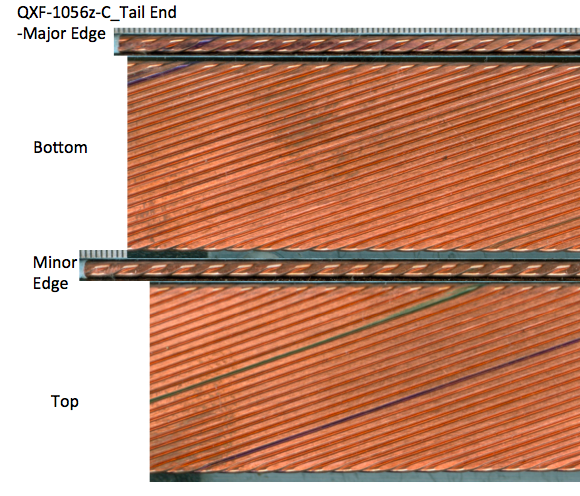 QXF-1056z-C_Tail End
-Major Edge
Bottom
Minor
Edge
Top